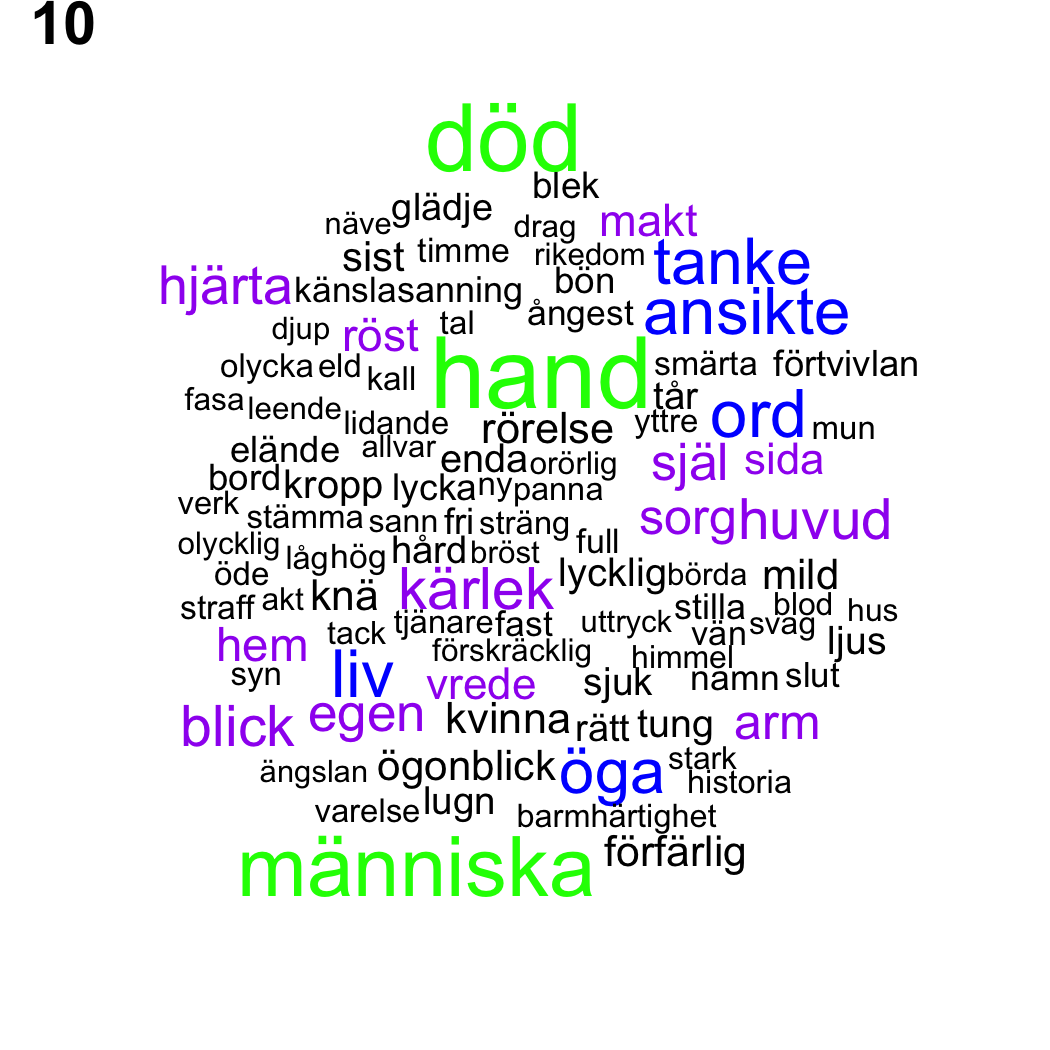 10
död
blek
näve glädje drag makt
sist timme rikedom tanke
hjärta känsla sanning bön
djup röst tal ångest ansikte
olycka eld kall hand smärta förtvivlan
fasa leende lidande tår
rörelse yttre ord mun
elände allvar enda orörlig själ sida
bord kropp lycka ny panna
verk stämma sann fri sträng sorg huvud
olycklig låg hög hård bröst full
öde lycklig börda mild
straff akt knä kärlek stilla blod hus
hem tack tjänare fast uttryck vän svag ljus
förskräcklig himmel
syn liv vrede sjuk namn slut
blick egen kvinna rätt tung arm
ängslan ögonblick öga stark
historia
varelse lugn barmhärtighet
människa förfärlig